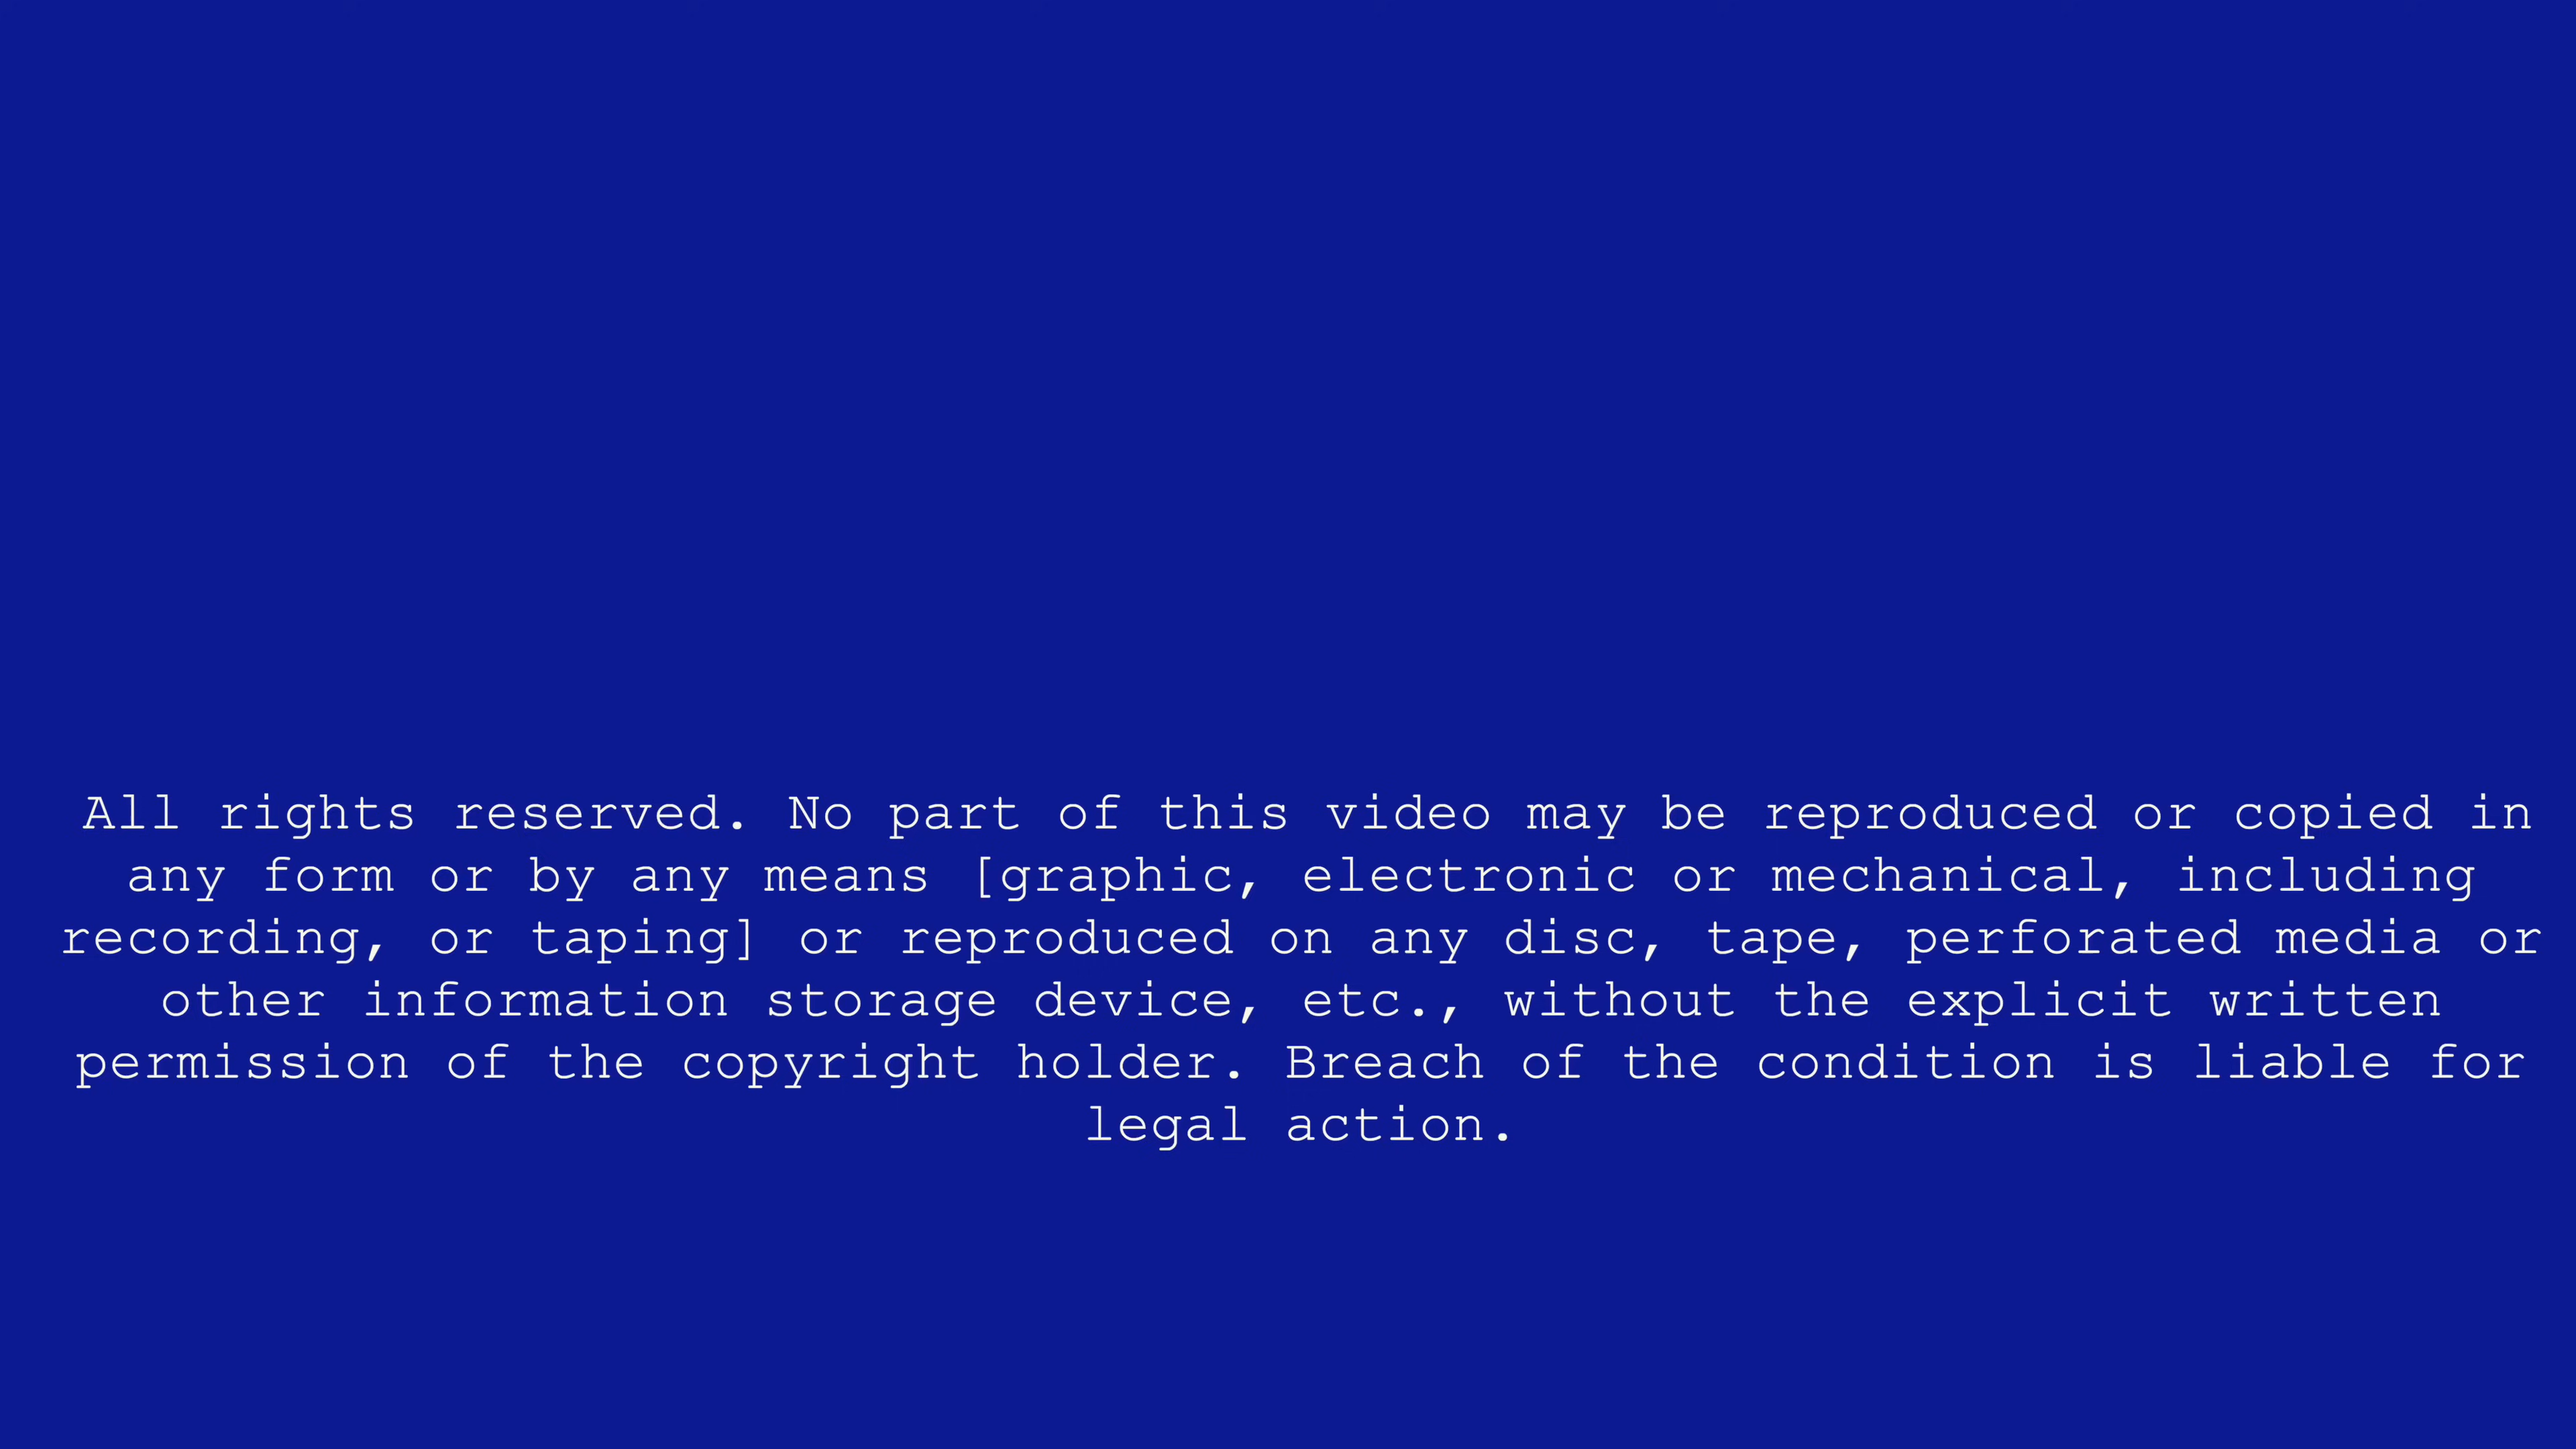 All rights reserved. No part of this video may be reproduced or copied in
any form or by any means [graphic, electronic or mechanical, including
recording, or taping] or reproduced on any disc, tape, perforated media or
other information storage device, etc., without the explicit written
permission of the copyright holder. Breach of the condition is liable for
legal action.